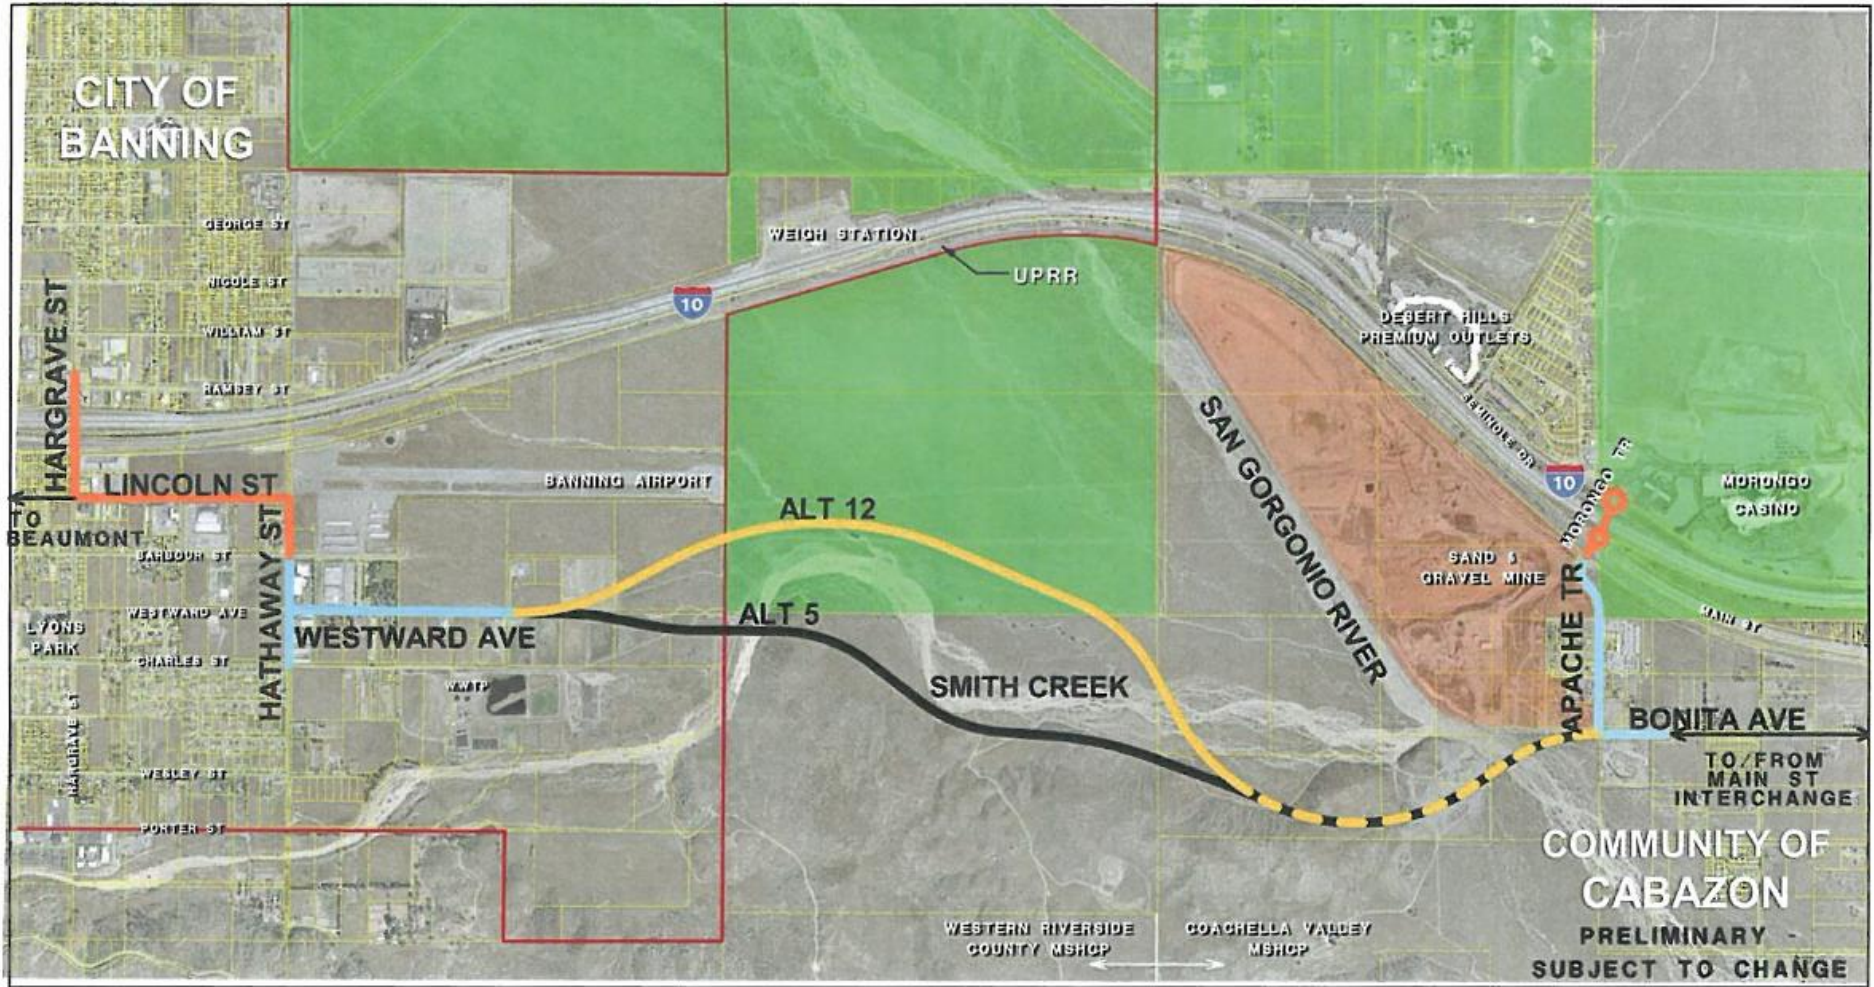 CITY OF
BANNING
GEORGE ST
NICOLE ST
WILLIAM ST
RAMSEY ST
HARGRAVE ST
LINCOLN ST
TO
BEAUMONT
BARBOUR ST
HATHAWAY ST
WESTWARD AVE
WESTWARD AVE
LYONS
PARK
CHARLES ST
WWTP
HARGRAVE ST
WESLEY ST
PORTER ST
WEIGH STATION
UPRR
10
BANNING AIRPORT
ALT 12
ALT 5
SMITH CREEK
SAN GORGONIO RIVER
DESERT HILLS
PREMIUM OUTLETS
SEMINOLE DR
10
MORONGO TR
MORONGO
CASINO
SAND &
GRAVEL MINE
APACHE TR
MAIN ST
BONITA AVE
TO/FROM
MAIN ST
INTERCHANGE
COMMUNITY OF
CABAZON
WESTERN RIVERSIDE
COUNTY MSHCP
COACHELLA VALLEY
MSHCP
PRELIMINARY -
SUBJECT TO CHANGE